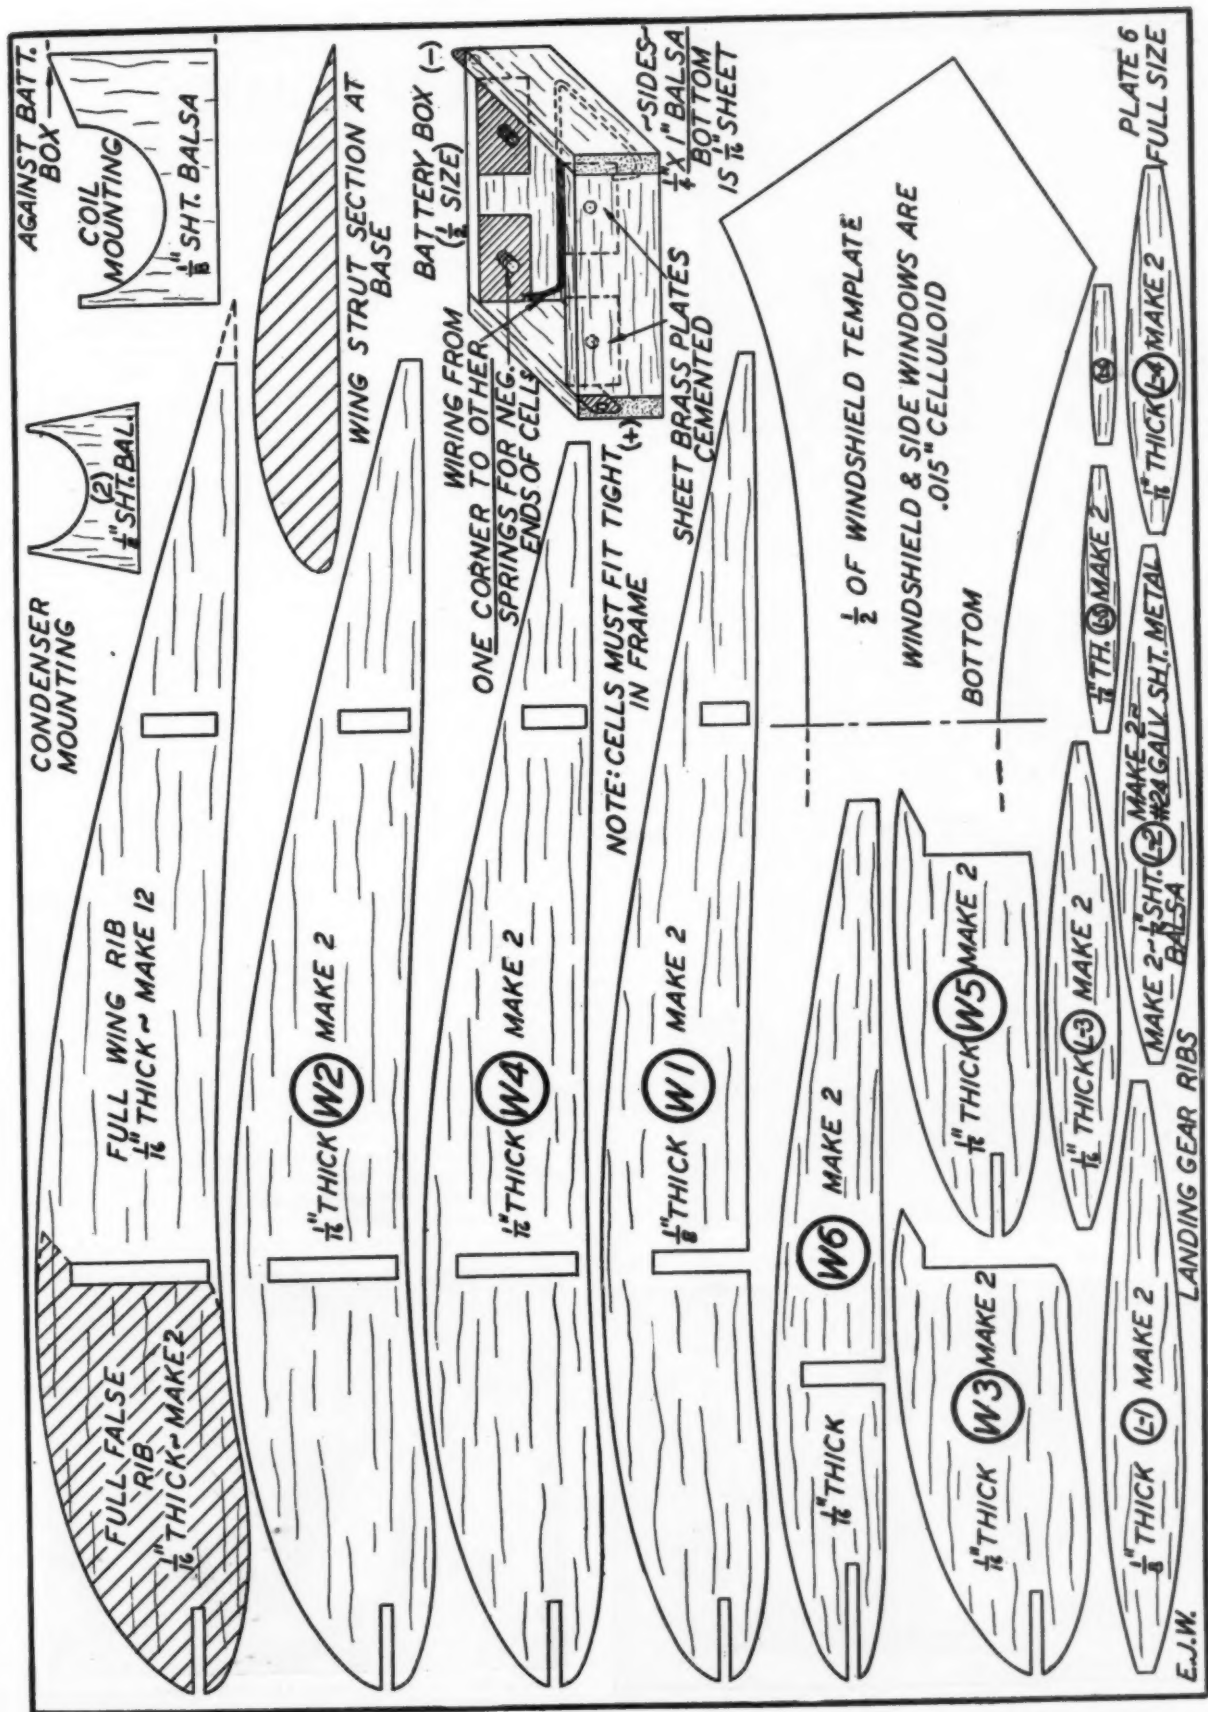 AGAINST BATT.
BOX
COIL
MOUNTING
1/8" SHT. BALSA
CONDENSER
MOUNTING
(2)
1/8" SHT. BAL.
FULL FALSE
RIB
1/16" THICK ~ MAKE 2
FULL WING RIB
1/16" THICK ~ MAKE 12
WING STRUT SECTION AT
BASE
1/16" THICK W2 MAKE 2
BATTERY BOX (-)
(1/2 SIZE)
WIRING FROM
ONE CORNER TO OTHER
SPRINGS FOR NEG.
ENDS OF CELLS
(+)
~SIDES~
1/4" X 1" BALSA
BOTTOM
IS 1/16" SHEET
SHEET BRASS PLATES
CEMENTED
NOTE: CELLS MUST FIT TIGHT
IN FRAME
1/16" THICK W4 MAKE 2
1/8" THICK W1 MAKE 2
1/16" THICK W6 MAKE 2
1/2 OF WINDSHIELD TEMPLATE
WINDSHIELD & SIDE WINDOWS ARE
.015" CELLULOID
BOTTOM
1/16" THICK W3 MAKE 2
1/16" THICK W5 MAKE 2
1/16" THICK L-3 MAKE 2
1/16" TH. L-5 MAKE 2
1/8" THICK L-1 MAKE 2
MAKE 2 ~ 1/8" SHT. L-2 MAKE 2 ~
BALSA #24 GALV. SHT. METAL
1/16" THICK L-4 MAKE 2
E.J.W.
LANDING GEAR RIBS
PLATE 6
FULL SIZE